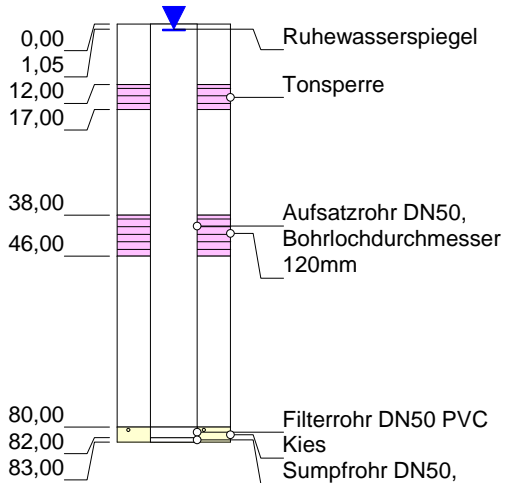 0,00
1,05
12,00
17,00
38,00
46,00
80,00
82,00
83,00
Ruhewasserspiegel
Tonsperre
Aufsatzrohr DN50,
Bohrlochdurchmesser
120mm
Filterrohr DN50 PVC
Kies
Sumpfrohr DN50,